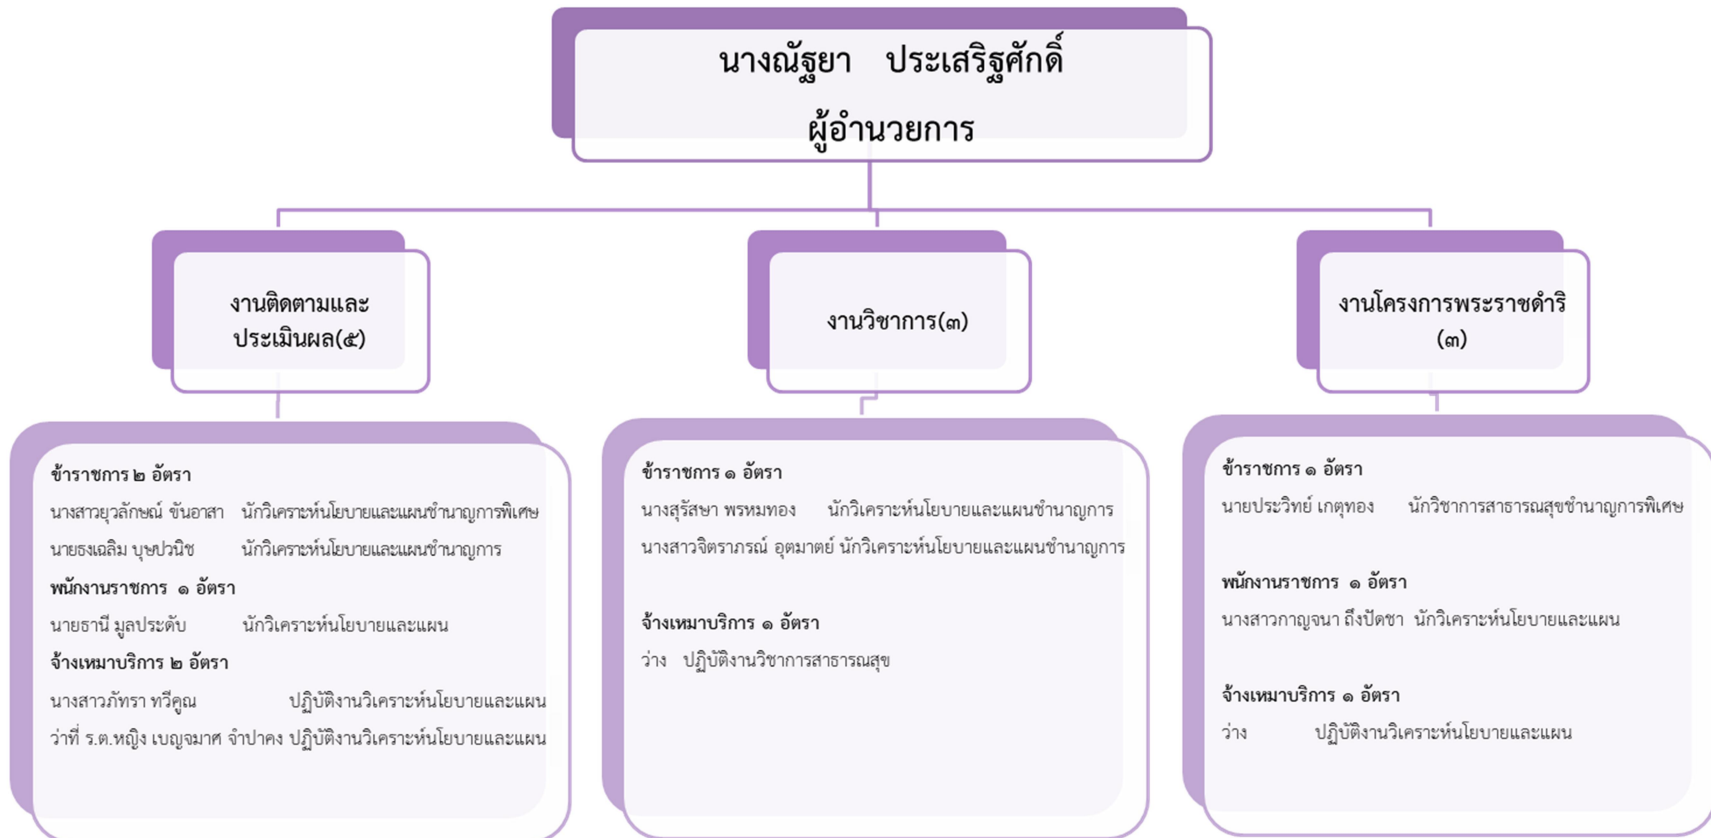 นางณัฐยา ประเสริฐศักดิ์
ผู้อำนวยการ
งานติดตามและ
ประเมินผล(๕)
งานวิชาการ(๓)
งานโครงการพระราชดำริ
(๓)
ข้าราชการ ๒ อัตรา
นางสาวยุวลักษณ์ ขันอาสา นักวิเคราะห์นโยบายและแผนชำนาญการพิเศษ
นายธงเฉลิม บุษปวนิช นักวิเคราะห์นโยบายและแผนชำนาญการ
พนักงานราชการ ๑ อัตรา
นายธานี มูลประดับ นักวิเคราะห์นโยบายและแผน
จ้างเหมาบริการ ๒ อัตรา
นางสาวภัทรา ทวีคูณ ปฏิบัติงานวิเคราะห์นโยบายและแผน
ว่าที่ ร.ต.หญิง เบญจมาศ จำปาคง ปฏิบัติงานวิเคราะห์นโยบายและแผน
ข้าราชการ ๑ อัตรา
นางสุรัสษา พรหมทอง นักวิเคราะห์นโยบายและแผนชำนาญการ
นางสาวจิตราภรณ์ อุตมาตย์ นักวิเคราะห์นโยบายและแผนชำนาญการ
จ้างเหมาบริการ ๑ อัตรา
ว่าง ปฏิบัติงานวิชาการสาธารณสุข
ข้าราชการ ๑ อัตรา
นายประวิทย์ เกตุทอง นักวิชาการสาธารณสุขชำนาญการพิเศษ
พนักงานราชการ ๑ อัตรา
นางสาวกาญจนา ถึงปัดชา นักวิเคราะห์นโยบายและแผน
จ้างเหมาบริการ ๑ อัตรา
ว่าง ปฏิบัติงานวิเคราะห์นโยบายและแผน